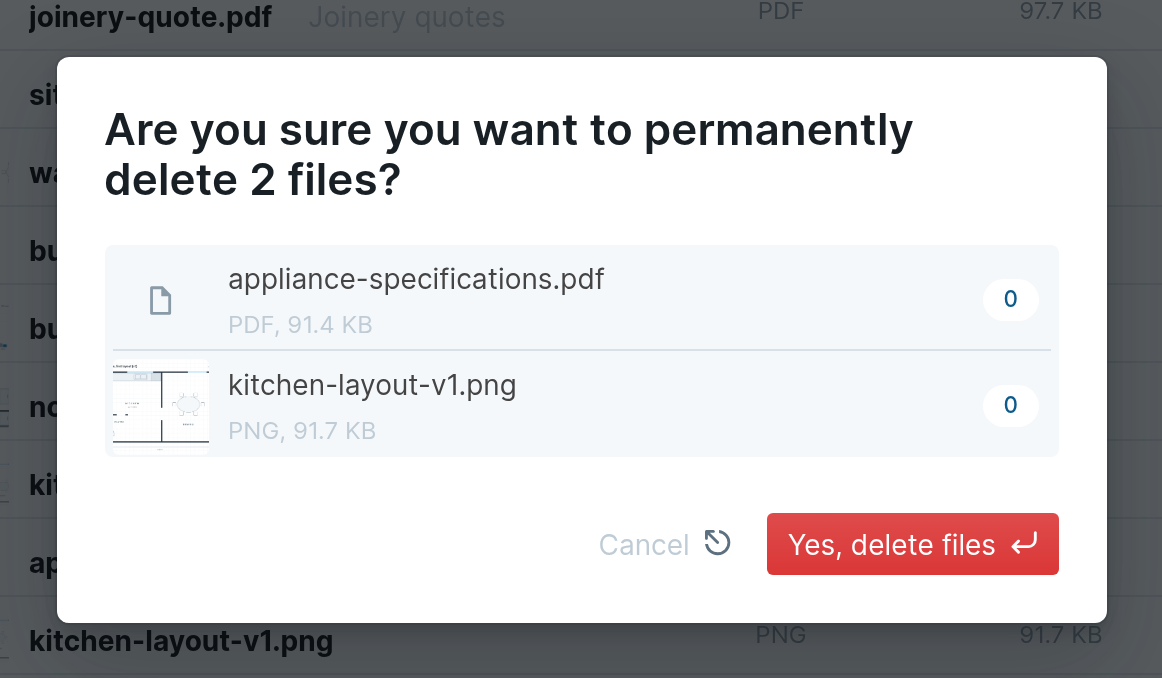 joinery-quote.pdf Joinery quotes PDF 97.7 KB
Are you sure you want to permanently
delete 2 files?
appliance-specifications.pdf
PDF, 91.4 KB
0
kitchen-layout-v1.png
PNG, 91.7 KB
0
Cancel
Yes, delete files
kitchen-layout-v1.png PNG 91.7 KB